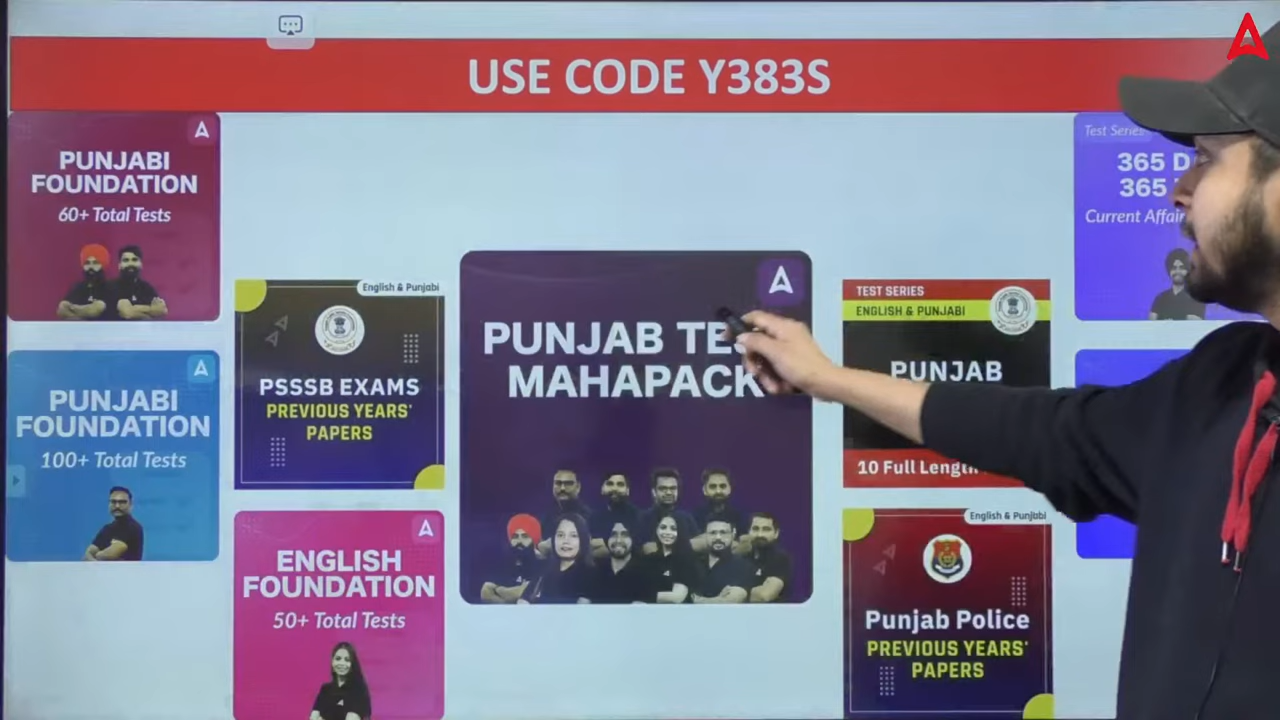 USE CODE Y383S
PUNJABI
FOUNDATION
60+ Total Tests
PUNJABI
FOUNDATION
100+ Total Tests
English & Punjabi
PSSSB EXAMS
PREVIOUS YEARS'
PAPERS
ENGLISH
FOUNDATION
50+ Total Tests
PUNJAB
MAHAPACK
TEST SERIES
ENGLISH & PUNJABI
PUNJAB
10 Full Length
English & Punjabi
Punjab Police
PREVIOUS YEARS'
PAPERS
Test Series
365
365
Current